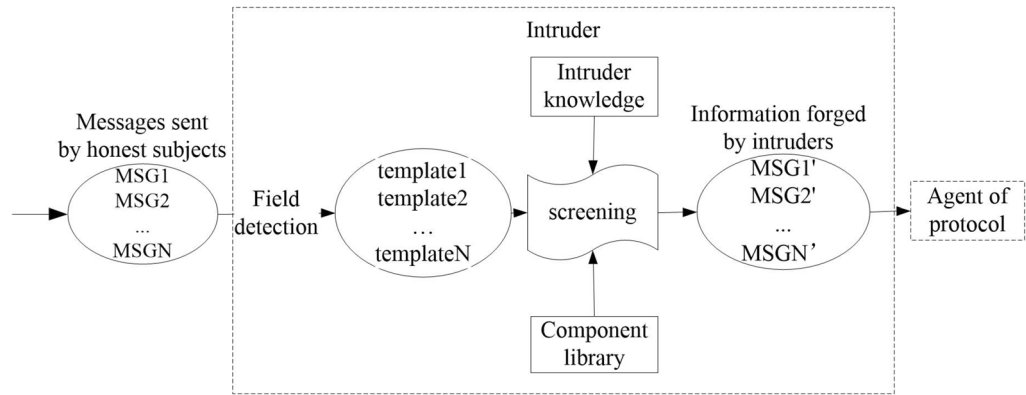 Intruder
Messages sent
by honest subjects
MSG1
MSG2
...
MSGN
Field
detection
template1
template2
...
templateN
Intruder
knowledge
screening
Component
library
Information forged
by intruders
MSG1'
MSG2'
...
MSGN'
Agent of
protocol